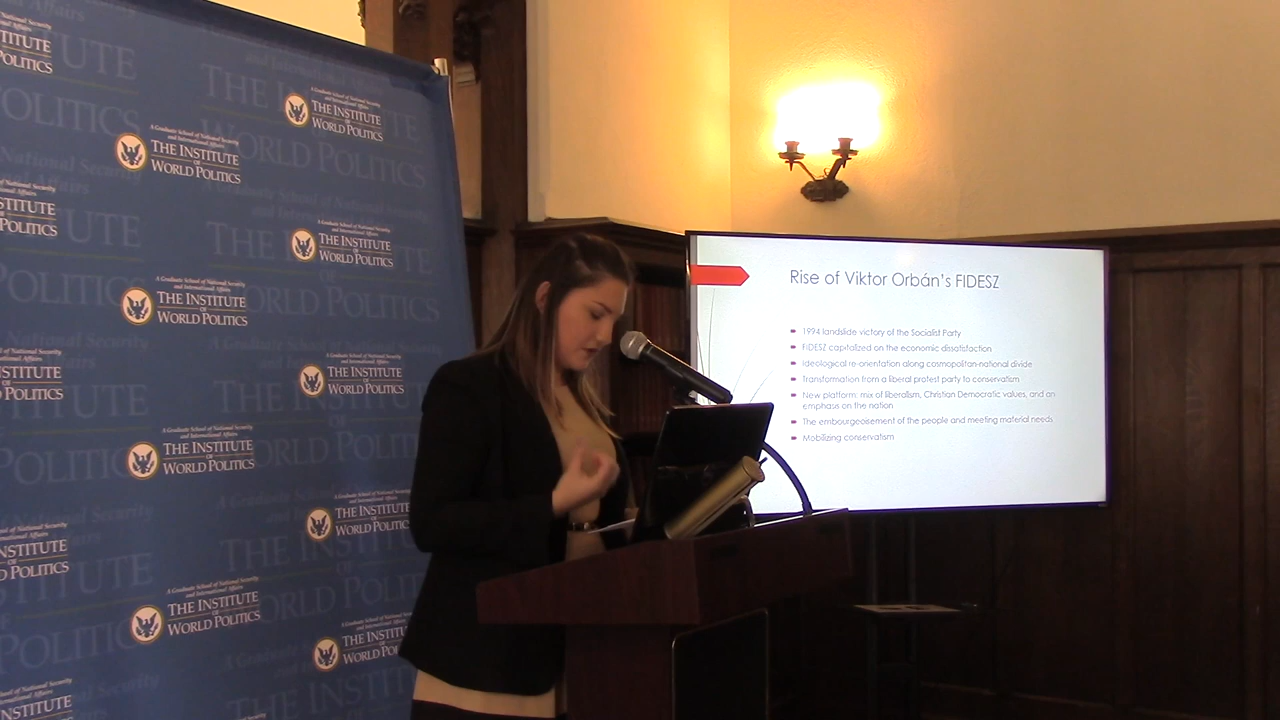 A Graduate School of National Security
and International Affairs
THE INSTITUTE
OF
WORLD POLITICS
Rise of Viktor Orbán's FIDESZ
1994 landslide victory of the Socialist Party
FIDESZ capitalized on the economic dissatisfaction
Ideological re-orientation along cosmopolitan-national divide
Transformation from a liberal protest party to conservatism
New platform: mix of liberalism, Christian Democratic values, and an
emphasis on the nation
The embourgeoisement of the people and meeting material needs
Mobilizing conservatism